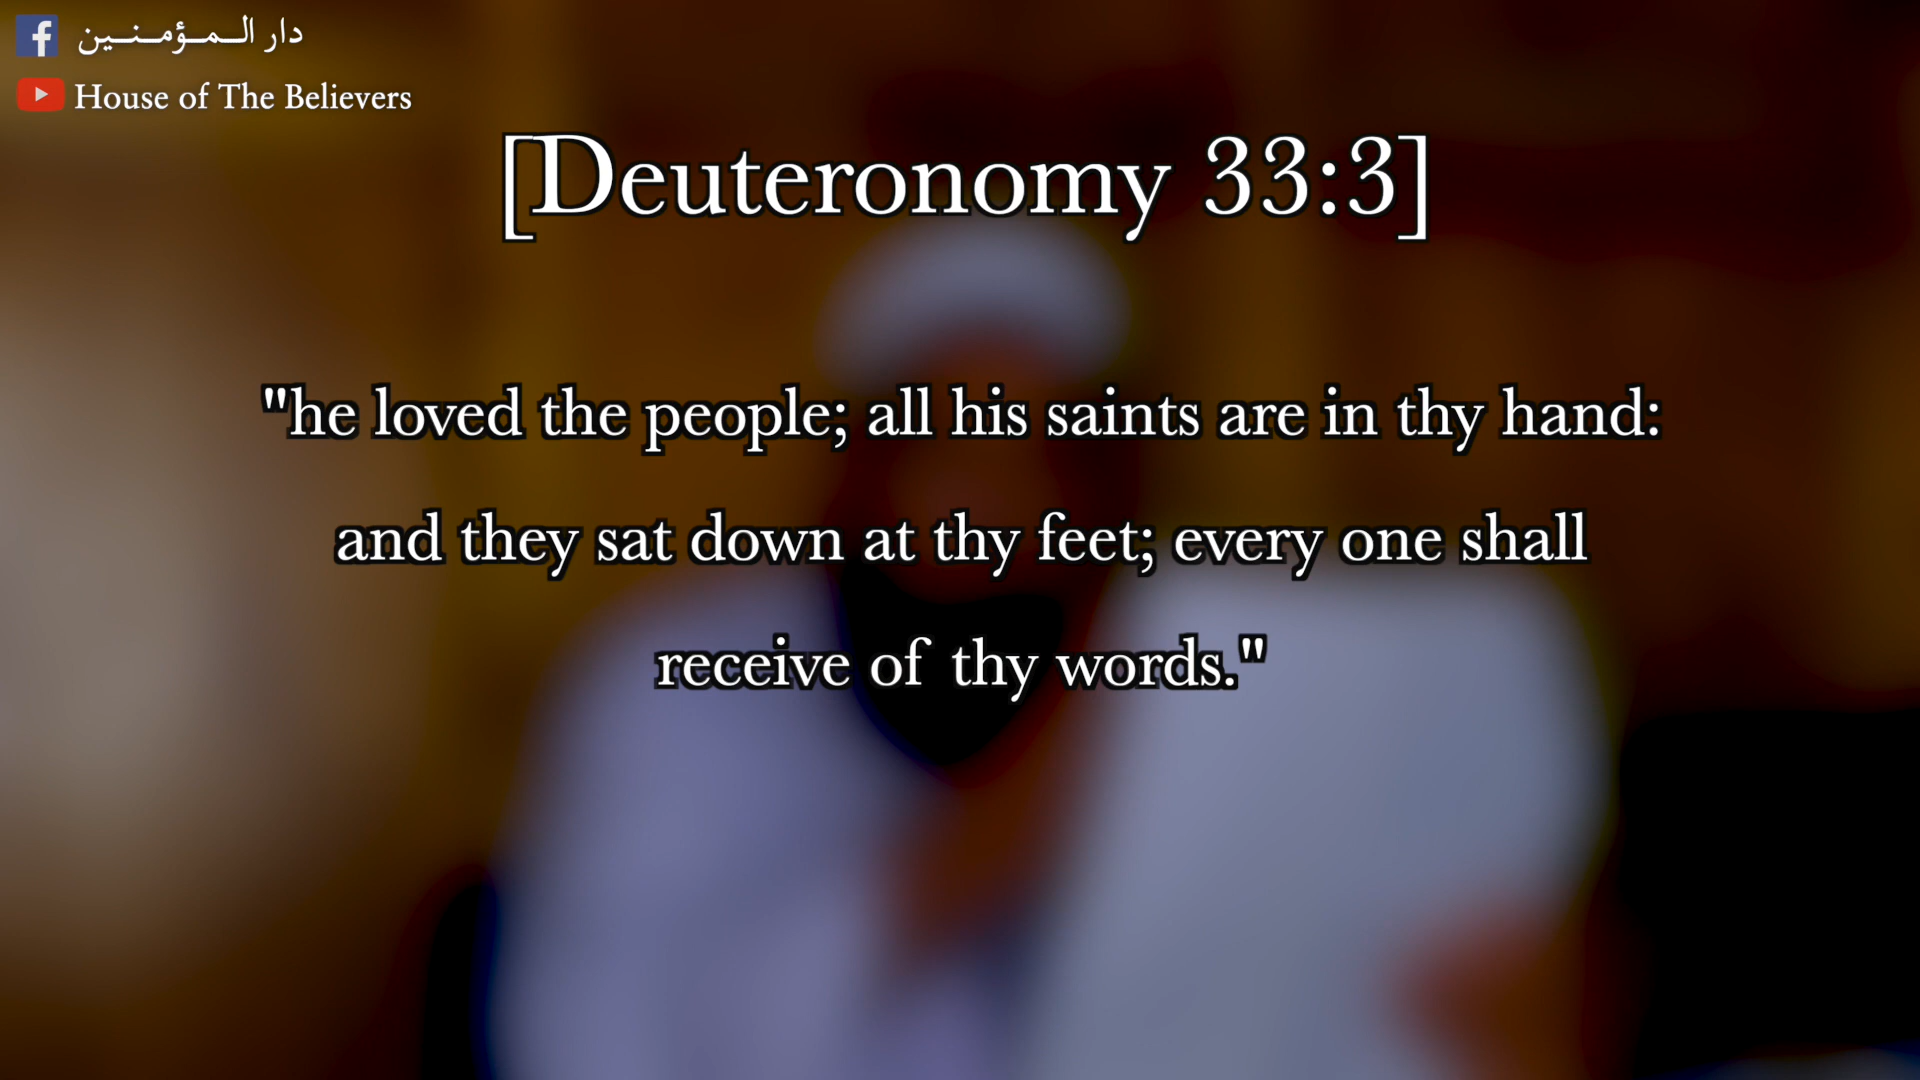 دار المؤمنين
House of The Believers
[Deuteronomy 33:3]
"he loved the people; all his saints are in thy hand:
and they sat down at thy feet; every one shall
receive of thy words."